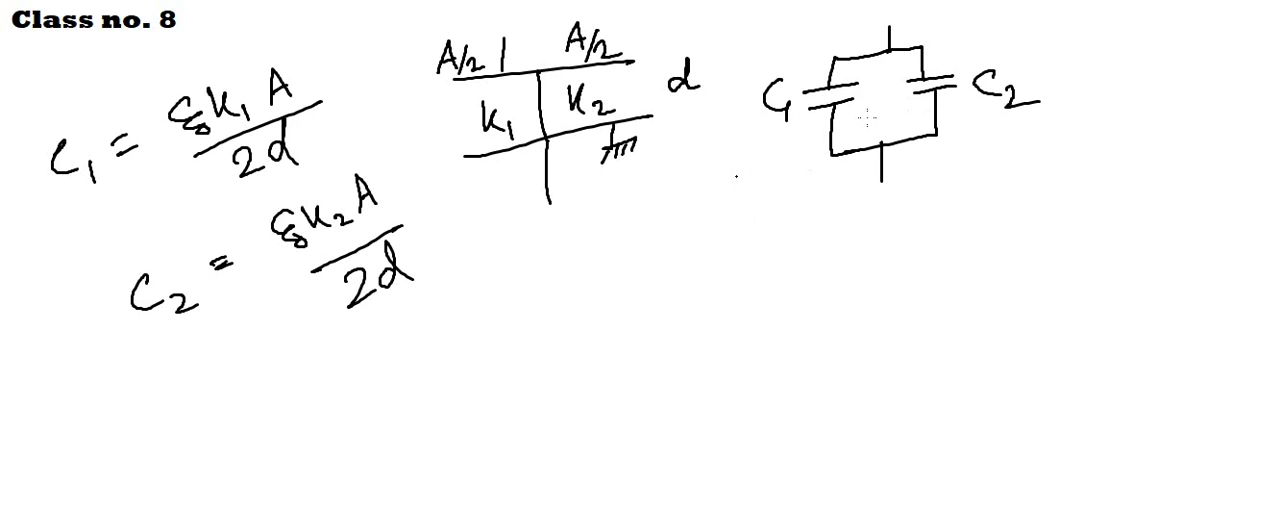 Class no. 8
C₁ = ε₀K₁A / 2d
C₂ = ε₀K₂A / 2d
A/2 | A/2
K₁ K₂ d
C₁ C₂